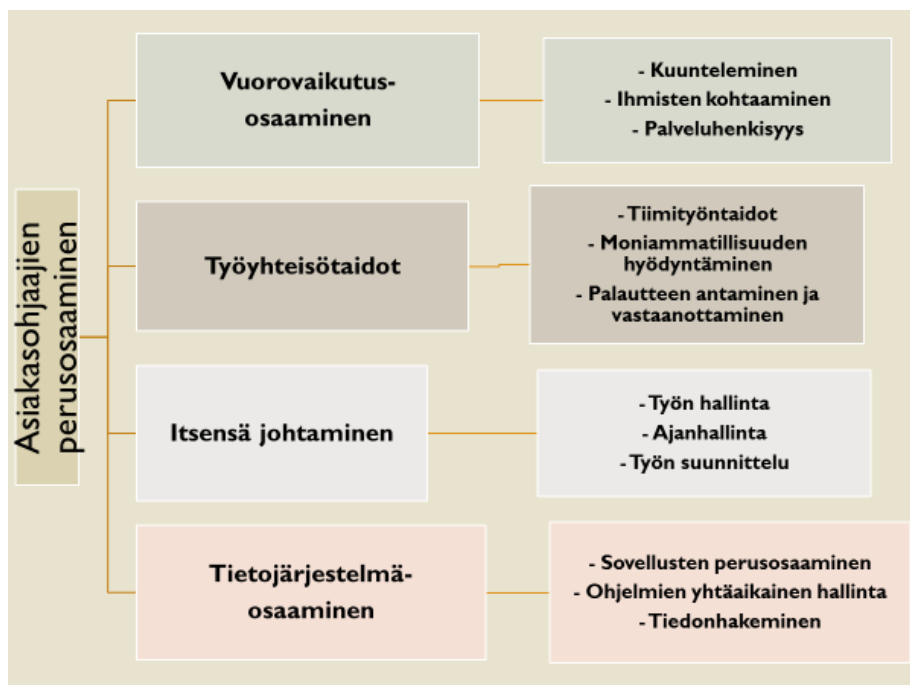 Asiakasohjaajien
perusosaaminen
Vuorovaikutus-
osaaminen
- Kuunteleminen
- Ihmisten kohtaaminen
- Palveluhenkisyys
Työyhteisötaidot
- Tiimityöntaidot
- Moniammatillisuuden
hyödyntäminen
- Palautteen antaminen ja
vastaanottaminen
Itsensä johtaminen
- Työn hallinta
- Ajanhallinta
- Työn suunnittelu
Tietojärjestelmä-
osaaminen
- Sovellusten perusosaaminen
- Ohjelmien yhtäaikainen hallinta
- Tiedonhakeminen